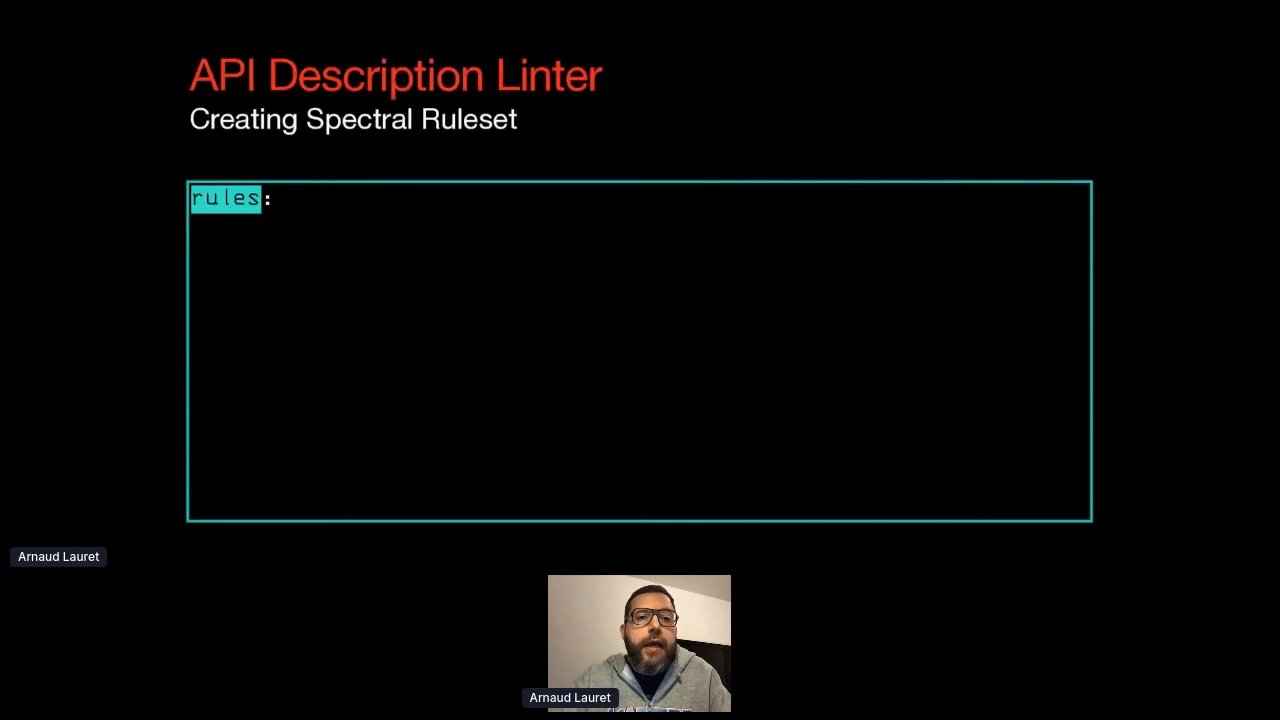 API Description Linter
Creating Spectral Ruleset
rules:
Arnaud Lauret
Arnaud Lauret